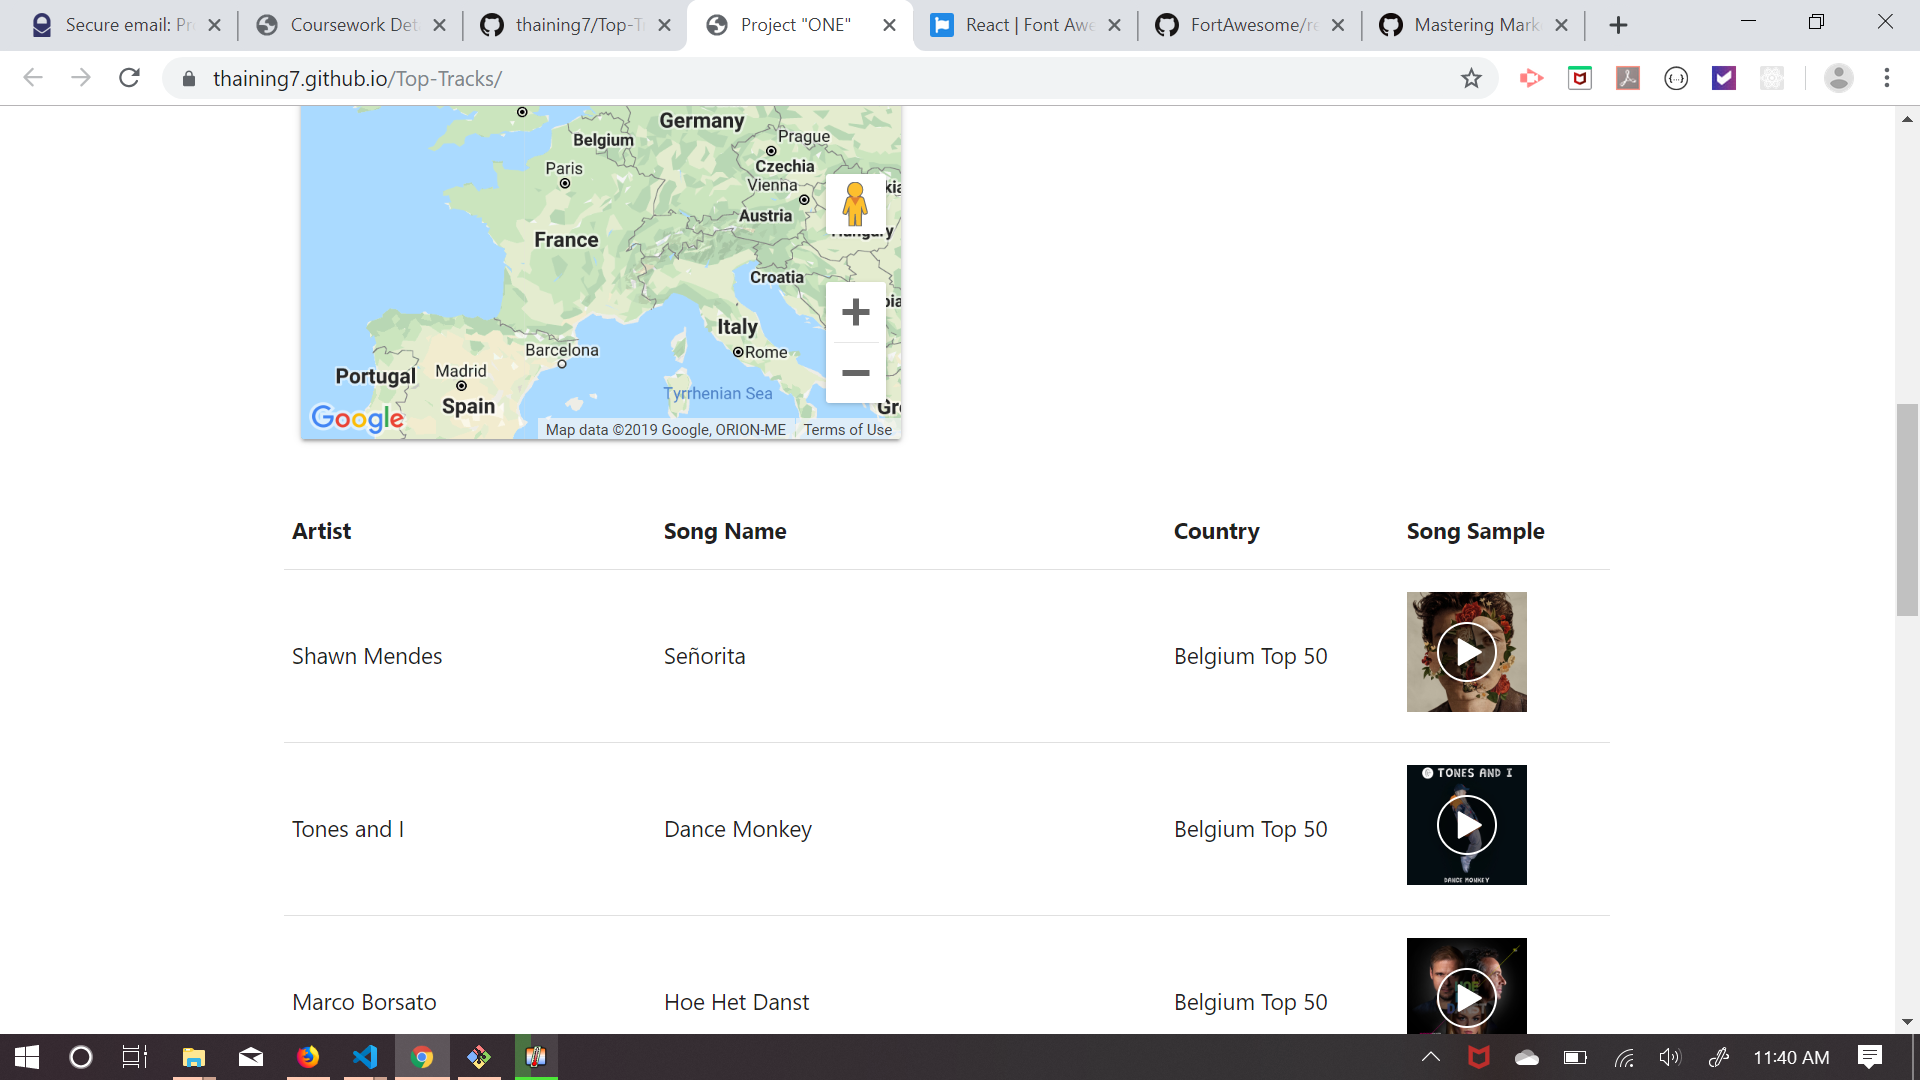 Secure email: Pr
Coursework Det
thaining7/Top-Tr
Project "ONE"
React | Font Awe
FortAwesome/re
Mastering Mark
thaining7.github.io/Top-Tracks/
Germany
Belgium
Prague
Czechia
Paris
Vienna
Austria
France
Hungary
Croatia
Italy
Rome
Barcelona
Portugal
Madrid
Spain
Tyrrhenian Sea
Gr
Google
Map data ©2019 Google, ORION-ME
Terms of Use
Artist Song Name Country Song Sample
Shawn Mendes Señorita Belgium Top 50
TONES AND I
Tones and I Dance Monkey Belgium Top 50
DANCE MONKEY
Marco Borsato Hoe Het Danst Belgium Top 50
11:40 AM